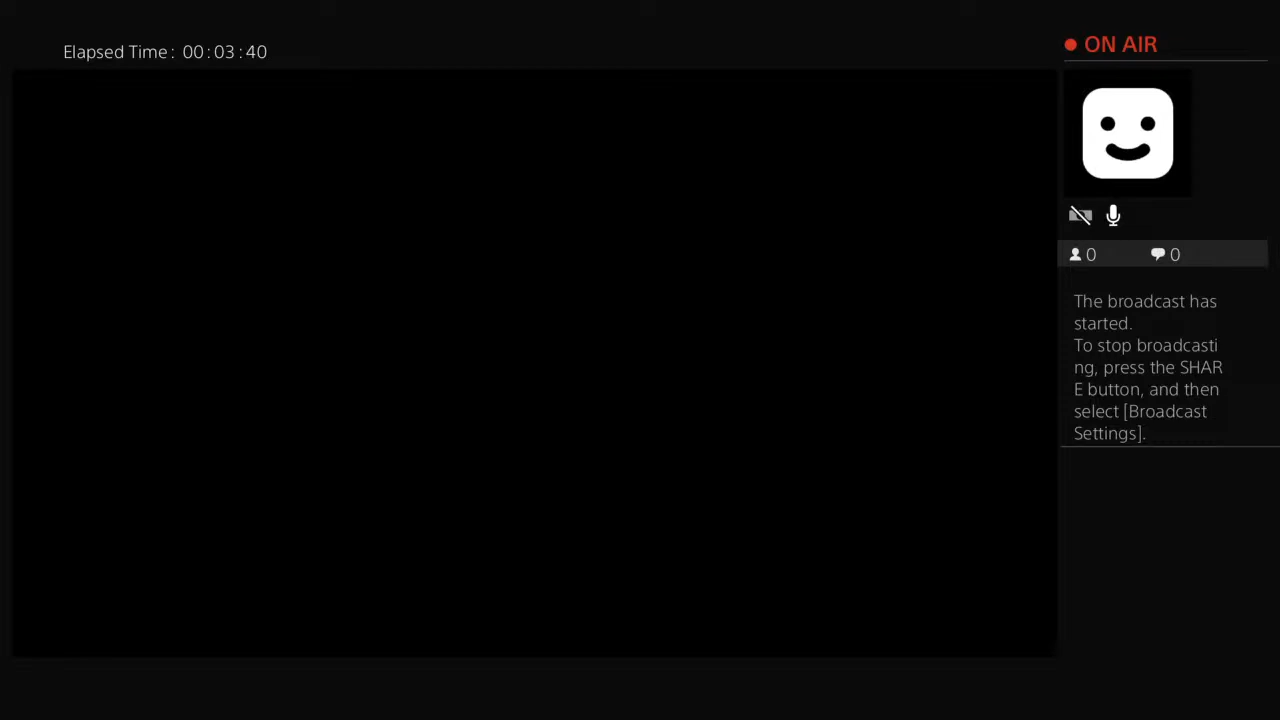 Elapsed Time: 00:03:40
ON AIR
0
0
The broadcast has
started.
To stop broadcasti
ng, press the SHAR
E button, and then
select [Broadcast
Settings].